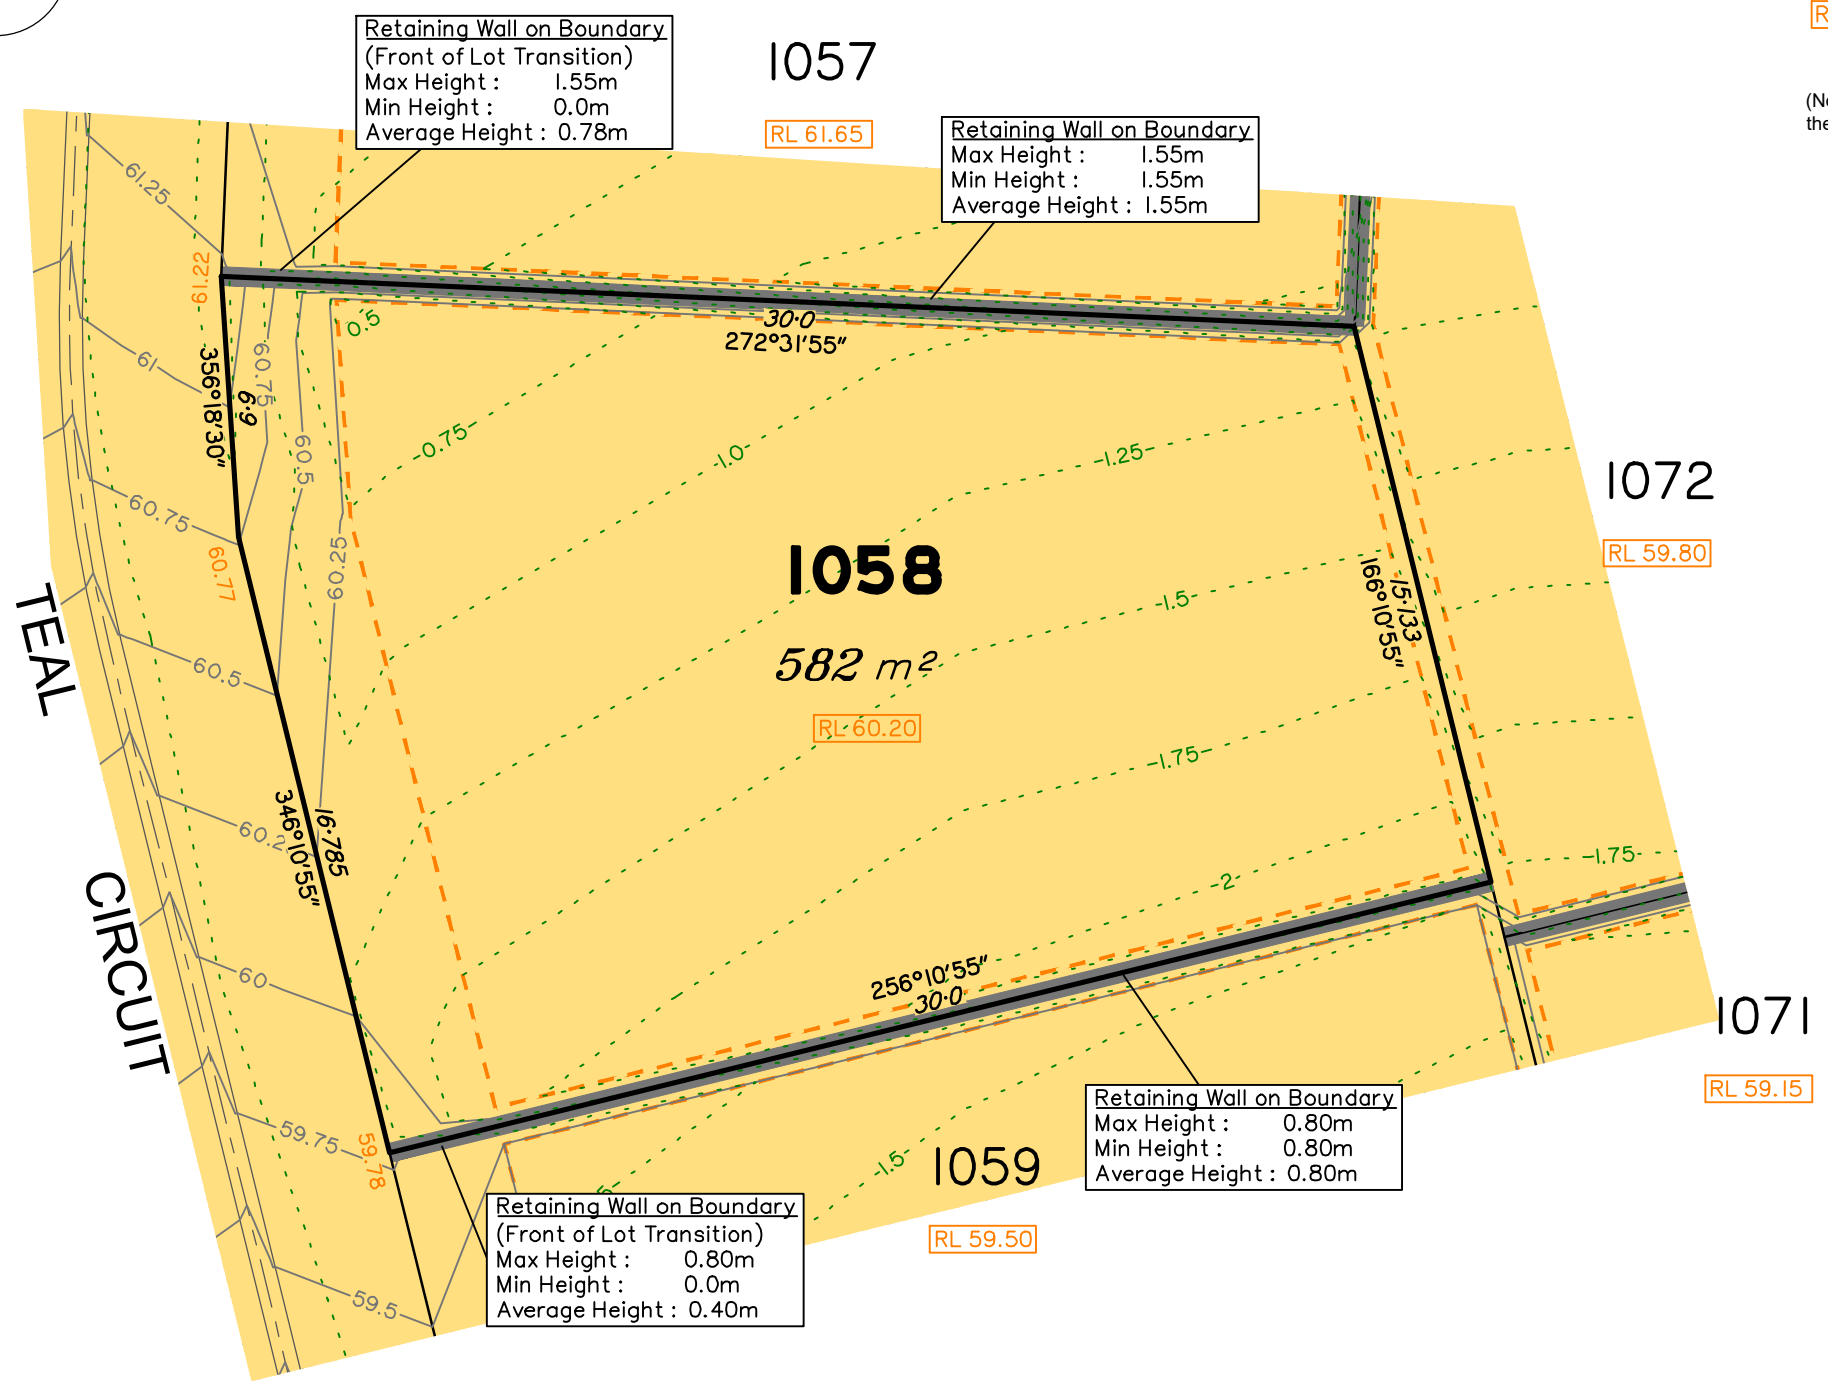 Retaining Wall on Boundary
(Front of Lot Transition)
Max Height : 1.55m
Min Height : 0.0m
Average Height : 0.78m
1057
RL 61.65
Retaining Wall on Boundary
Max Height : 1.55m
Min Height : 1.55m
Average Height : 1.55m
61.25
61.22
0.5
30·0
272°31'55"
61
60.75
356°18'30"
6·9
60.5
0.75
1.0
1.25
1072
RL 59.80
60.75
60.77
60.25
1058
582 m²
RL 60.20
1.5
15·133
166°10'55"
TEAL
CIRCUIT
60.5
60.2
346°10'55"
16·785
1.75
1.75
2
60
256°10'55"
30·0
1071
RL 59.15
59.75
59.78
1.5
1059
RL 59.50
Retaining Wall on Boundary
Max Height : 0.80m
Min Height : 0.80m
Average Height : 0.80m
Retaining Wall on Boundary
(Front of Lot Transition)
Max Height : 0.80m
Min Height : 0.0m
Average Height : 0.40m
59.5